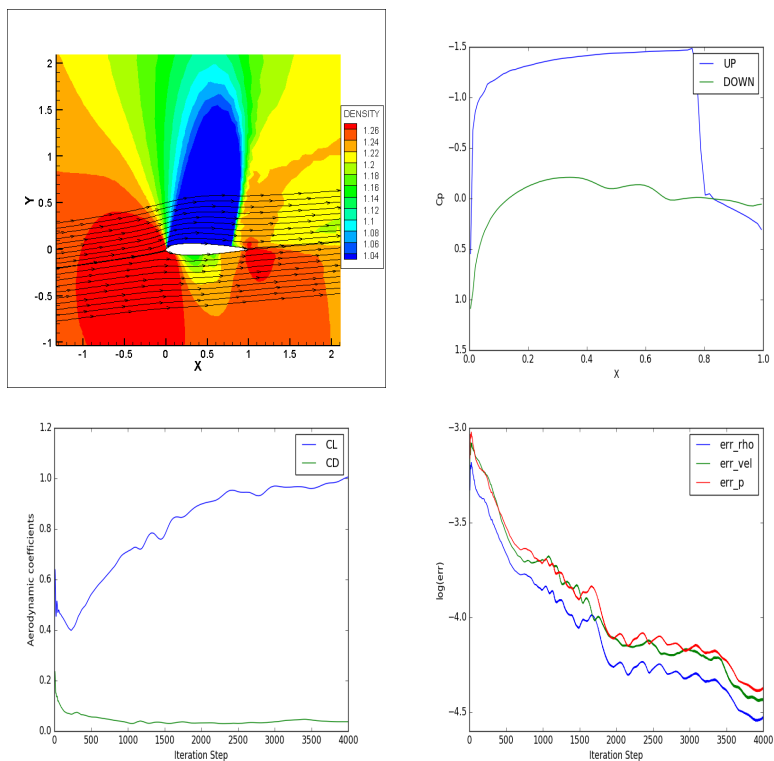 DENSITY
1.26
1.24
1.22
1.2
1.18
1.16
1.14
1.12
1.1
1.08
1.06
1.04
2
1.5
1
0.5
0
-0.5
-1
Y
-1 -0.5 0 0.5 1 1.5 2
X
UP
DOWN
−1.5
−1.0
−0.5
0.0
0.5
1.0
1.5
Cp
0.0 0.2 0.4 0.6 0.8 1.0
X
CL
CD
1.2
1.0
0.8
0.6
0.4
0.2
0.0
Aerodynamic coefficients
0 500 1000 1500 2000 2500 3000 3500 4000
Iteration Step
err_rho
err_vel
err_p
−3.0
−3.5
−4.0
−4.5
log(err)
0 500 1000 1500 2000 2500 3000 3500 4000
Iteration Step